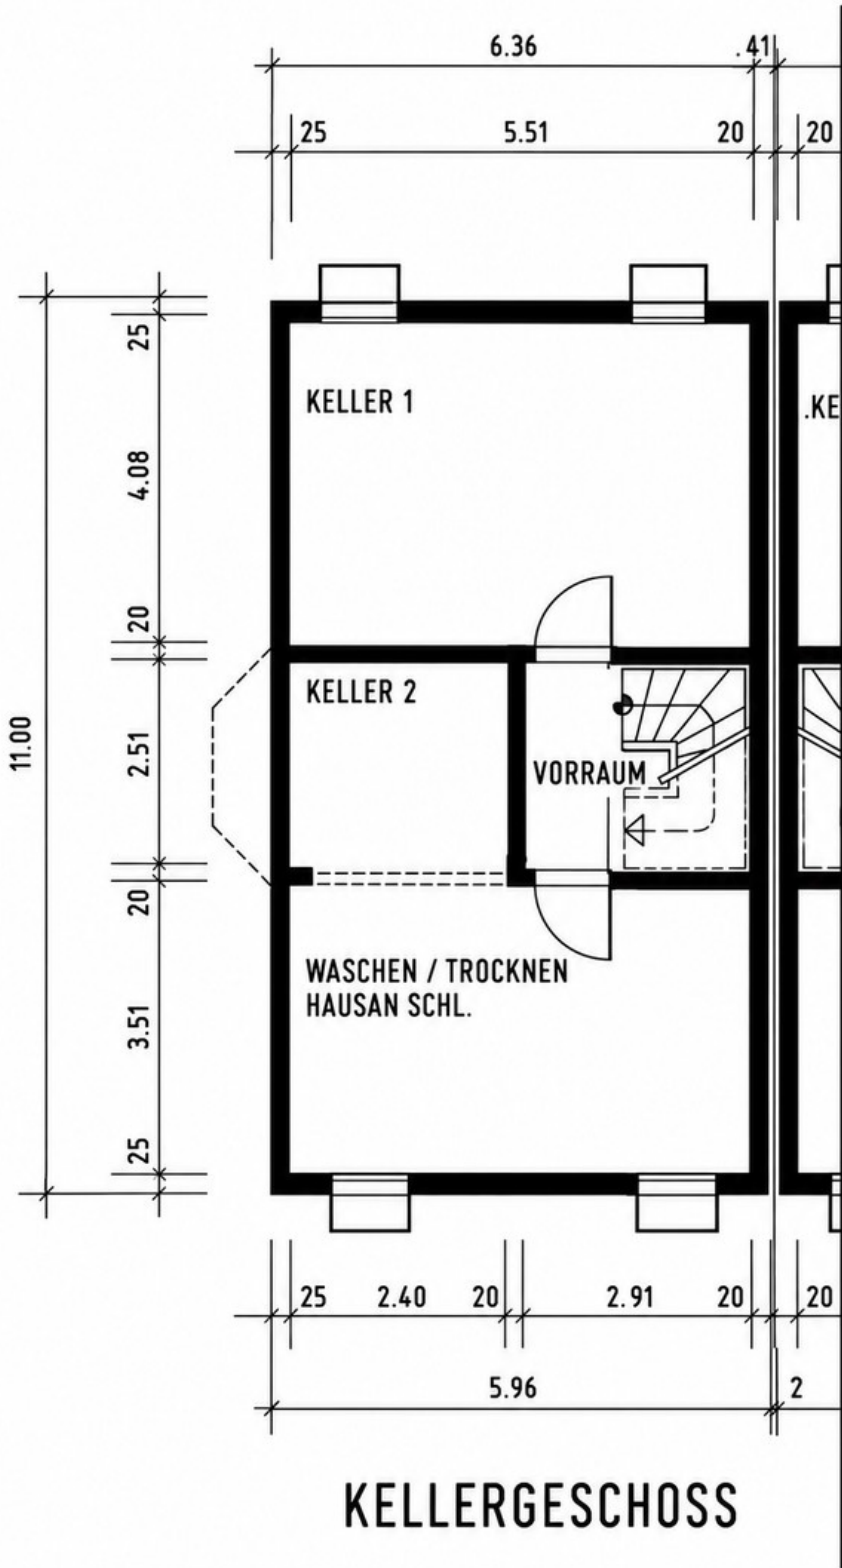 6.36 .41
25 5.51 20 20
25
4.08
20
2.51
20
3.51
25
11.00
KELLER 1
.KE
KELLER 2
VORRAUM
WASCHEN / TROCKNEN
HAUSAN SCHL.
25 2.40 20 2.91 20 20
5.96 2
KELLERGESCHOSS